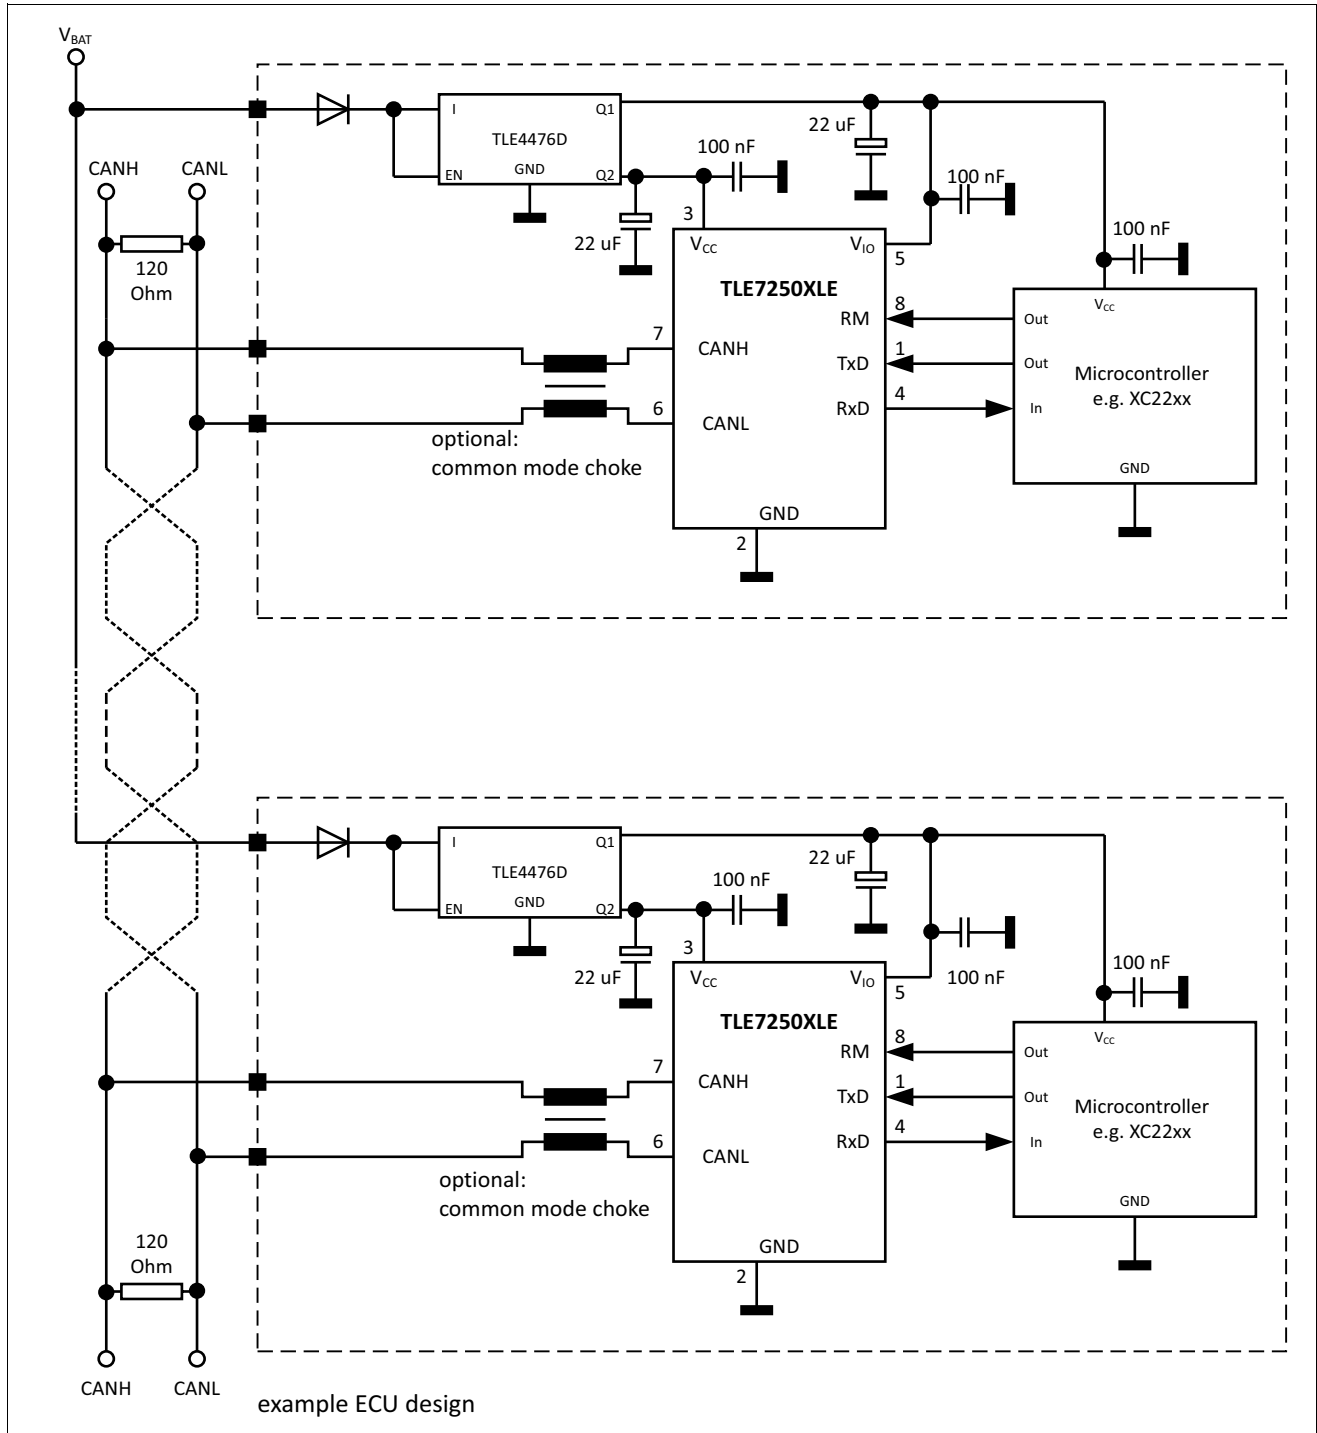 VBAT
I
Q1
TLE4476D
GND
EN
Q2
22 uF
100 nF
100 nF
CANH
CANL
120
Ohm
22 uF
3
VCC
VIO
5
100 nF
TLE7250XLE
VCC
8
RM
Out
7
CANH
1
TxD
Out
Microcontroller
e.g. XC22xx
6
CANL
4
RxD
In
optional:
common mode choke
GND
GND
2
I
Q1
TLE4476D
GND
EN
Q2
22 uF
100 nF
22 uF
3
VCC
VIO
5
100 nF
100 nF
TLE7250XLE
VCC
8
RM
Out
7
CANH
1
TxD
Out
Microcontroller
e.g. XC22xx
6
CANL
4
RxD
In
optional:
common mode choke
GND
GND
2
120
Ohm
CANH
CANL
example ECU design